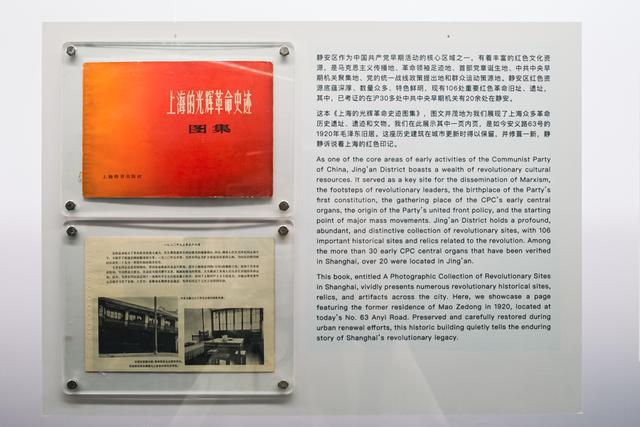 上海的光辉革命史迹
图集
上海教育出版社
静安区作为中国共产党早期活动的核心区域之一，有着丰富的红色文化资
源，是马克思主义传播地、革命领袖足迹地、首部党章诞生地、中共中央早
期机关聚集地、党的统一战线政策提出地和群众运动策源地。静安区红色资
源底蕴深厚、数量众多、特色鲜明，现有106处重要红色革命旧址、遗址，
其中，已考证的在沪30多处中共中央早期机关有20余处在静安。
这本《上海的光辉革命史迹图集》，图文并茂地为我们展现了上海众多革命
历史遗址、遗迹和文物。我们在此展示其中一页内页，是如今安义路63号的
1920年毛泽东旧居。这座历史建筑在城市更新时得以保留，并修葺一新，静
静诉说着上海的红色印记。
As one of the core areas of early activities of the Communist Party
of China, Jing'an District boasts a wealth of revolutionary cultural
resources. It served as a key site for the dissemination of Marxism,
the footsteps of revolutionary leaders, the birthplace of the Party's
first constitution, the gathering place of the CPC's early central
organs, the origin of the Party's united front policy, and the starting
point of major mass movements. Jing'an District holds a profound,
abundant, and distinctive collection of revolutionary sites, with 106
important historical sites and relics related to the revolution. Among
the more than 30 early CPC central organs that have been verified
in Shanghai, over 20 were located in Jing'an.
This book, entitled A Photographic Collection of Revolutionary Sites
in Shanghai, vividly presents numerous revolutionary historical sites,
relics, and artifacts across the city. Here, we showcase a page
featuring the former residence of Mao Zedong in 1920, located at
today's No. 63 Anyi Road. Preserved and carefully restored during
urban renewal efforts, this historic building quietly tells the enduring
story of Shanghai's revolutionary legacy.